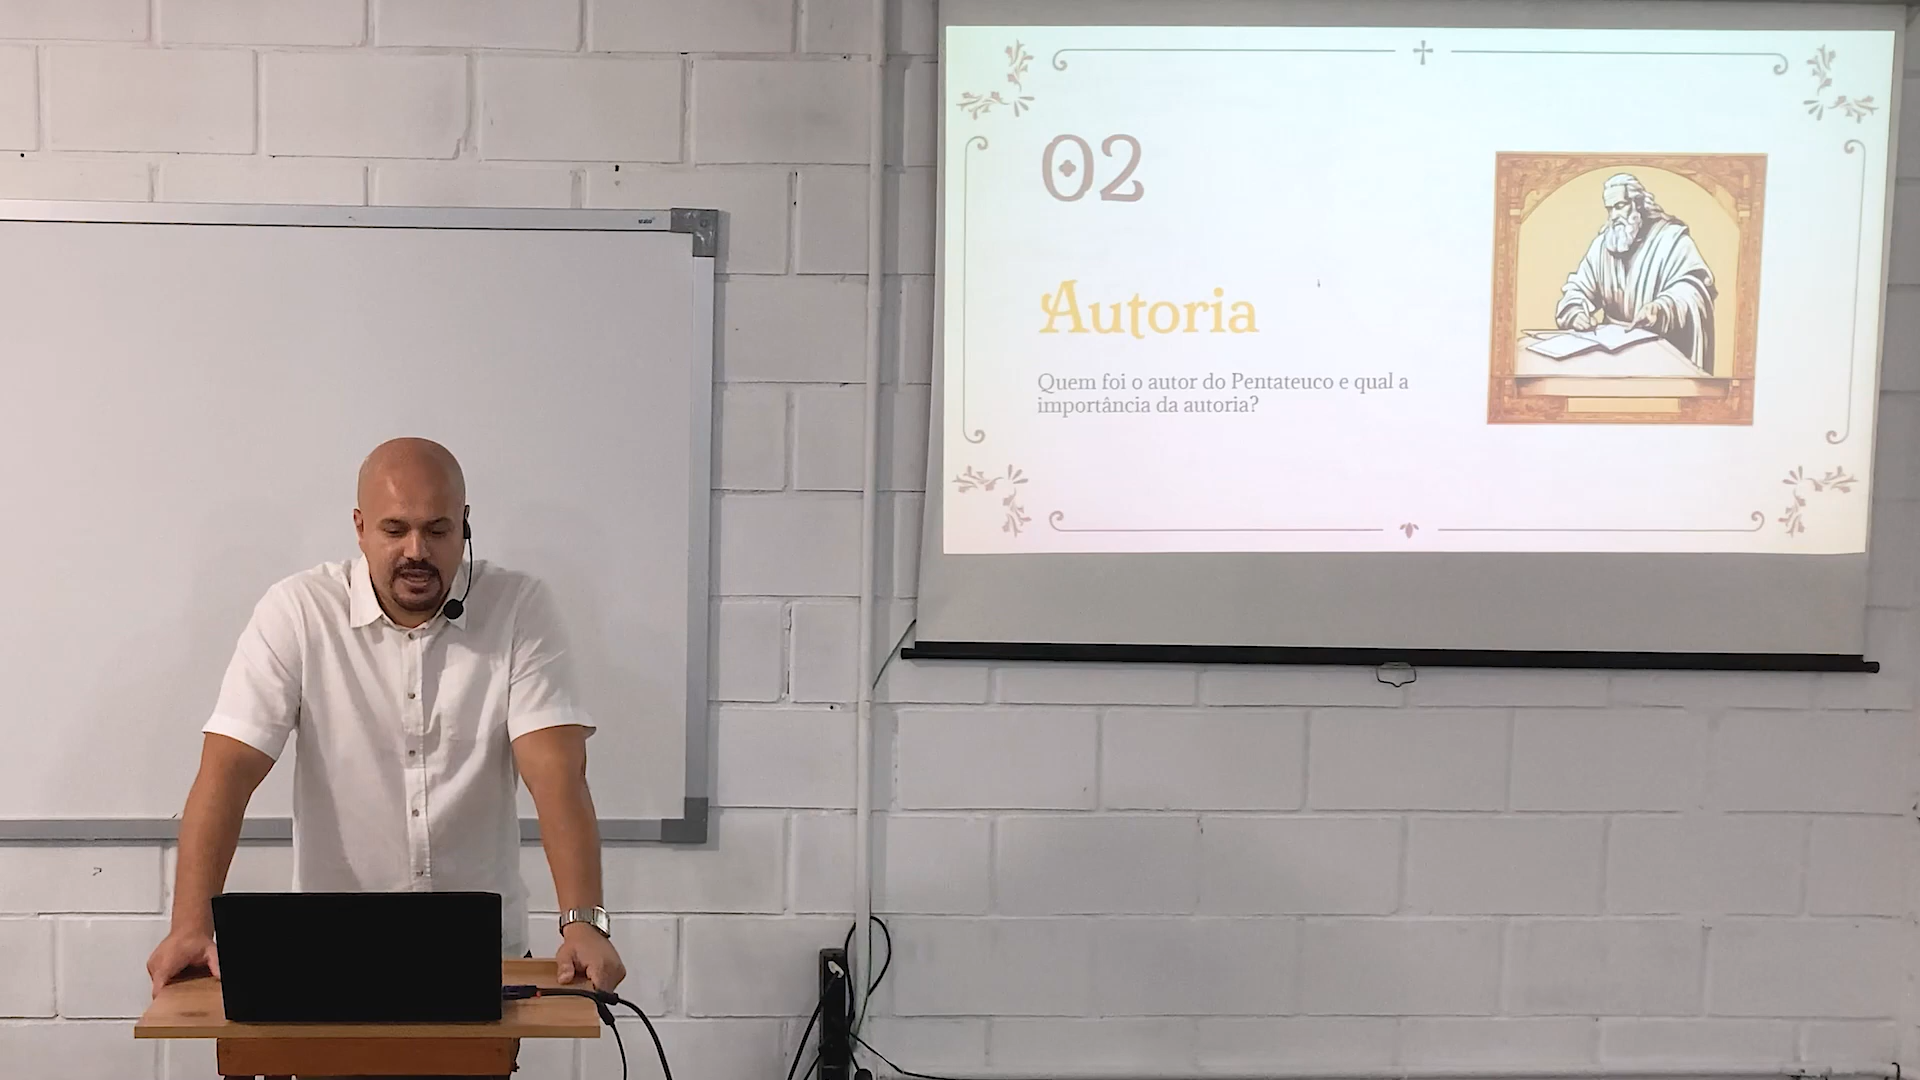 02
Autoria
Quem foi o autor do Pentateuco e qual a
importância da autoria?